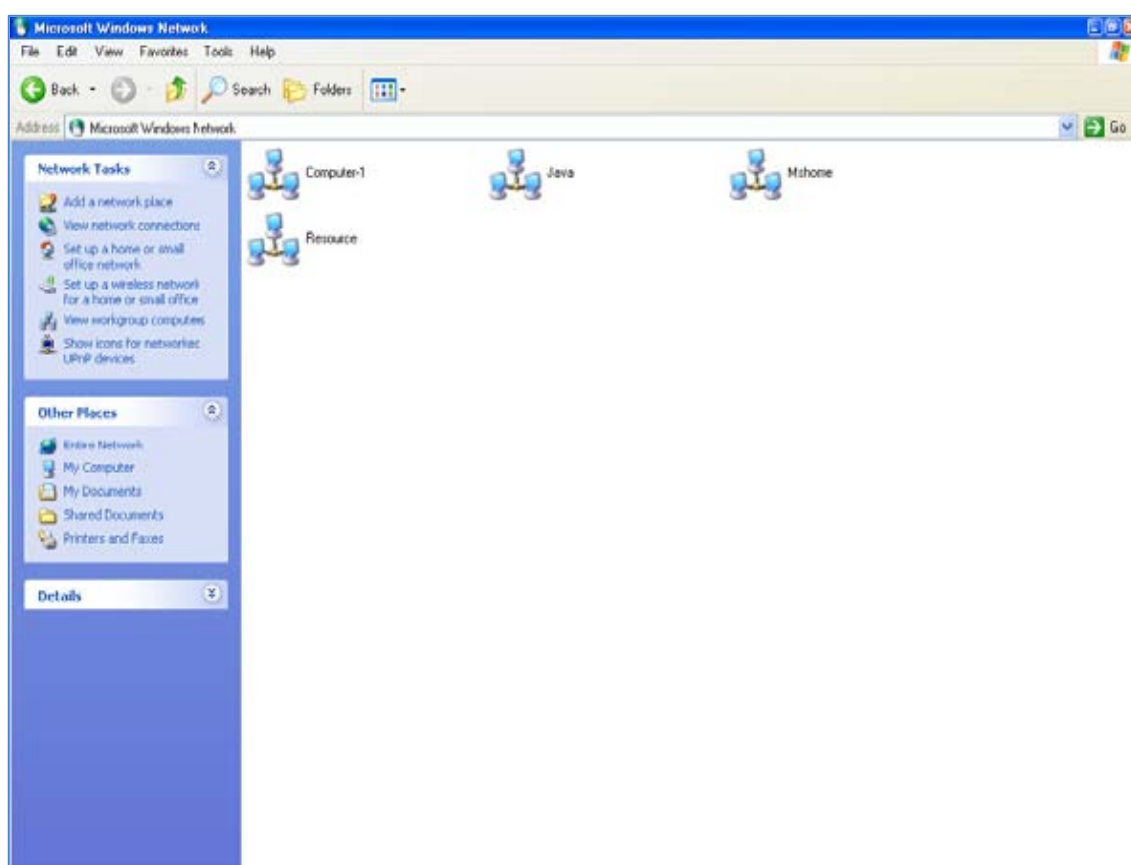 Microsoft Windows Network
File Edit View Favorites Tools Help
Back Search Folders
Address Microsoft Windows Network Go
Network Tasks
Add a network place
View network connections
Set up a home or small
office network
Set up a wireless network
for a home or small office
View workgroup computers
Show icons for networked
UPnP devices
Other Places
Entire Network
My Computer
My Documents
Shared Documents
Printers and Faxes
Details
Computer-1 Java Mshome
Resource